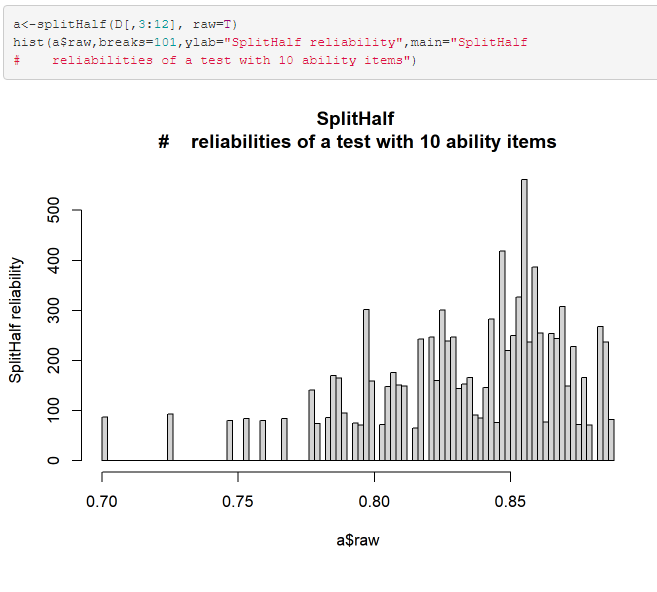 a<-splitHalf(D[,3:12], raw=T)
hist(a$raw,breaks=101,ylab="SplitHalf reliability",main="SplitHalf
#    reliabilities of a test with 10 ability items")
SplitHalf
#    reliabilities of a test with 10 ability items
SplitHalf reliability
500
400
300
200
100
0
0.70 0.75 0.80 0.85
a$raw